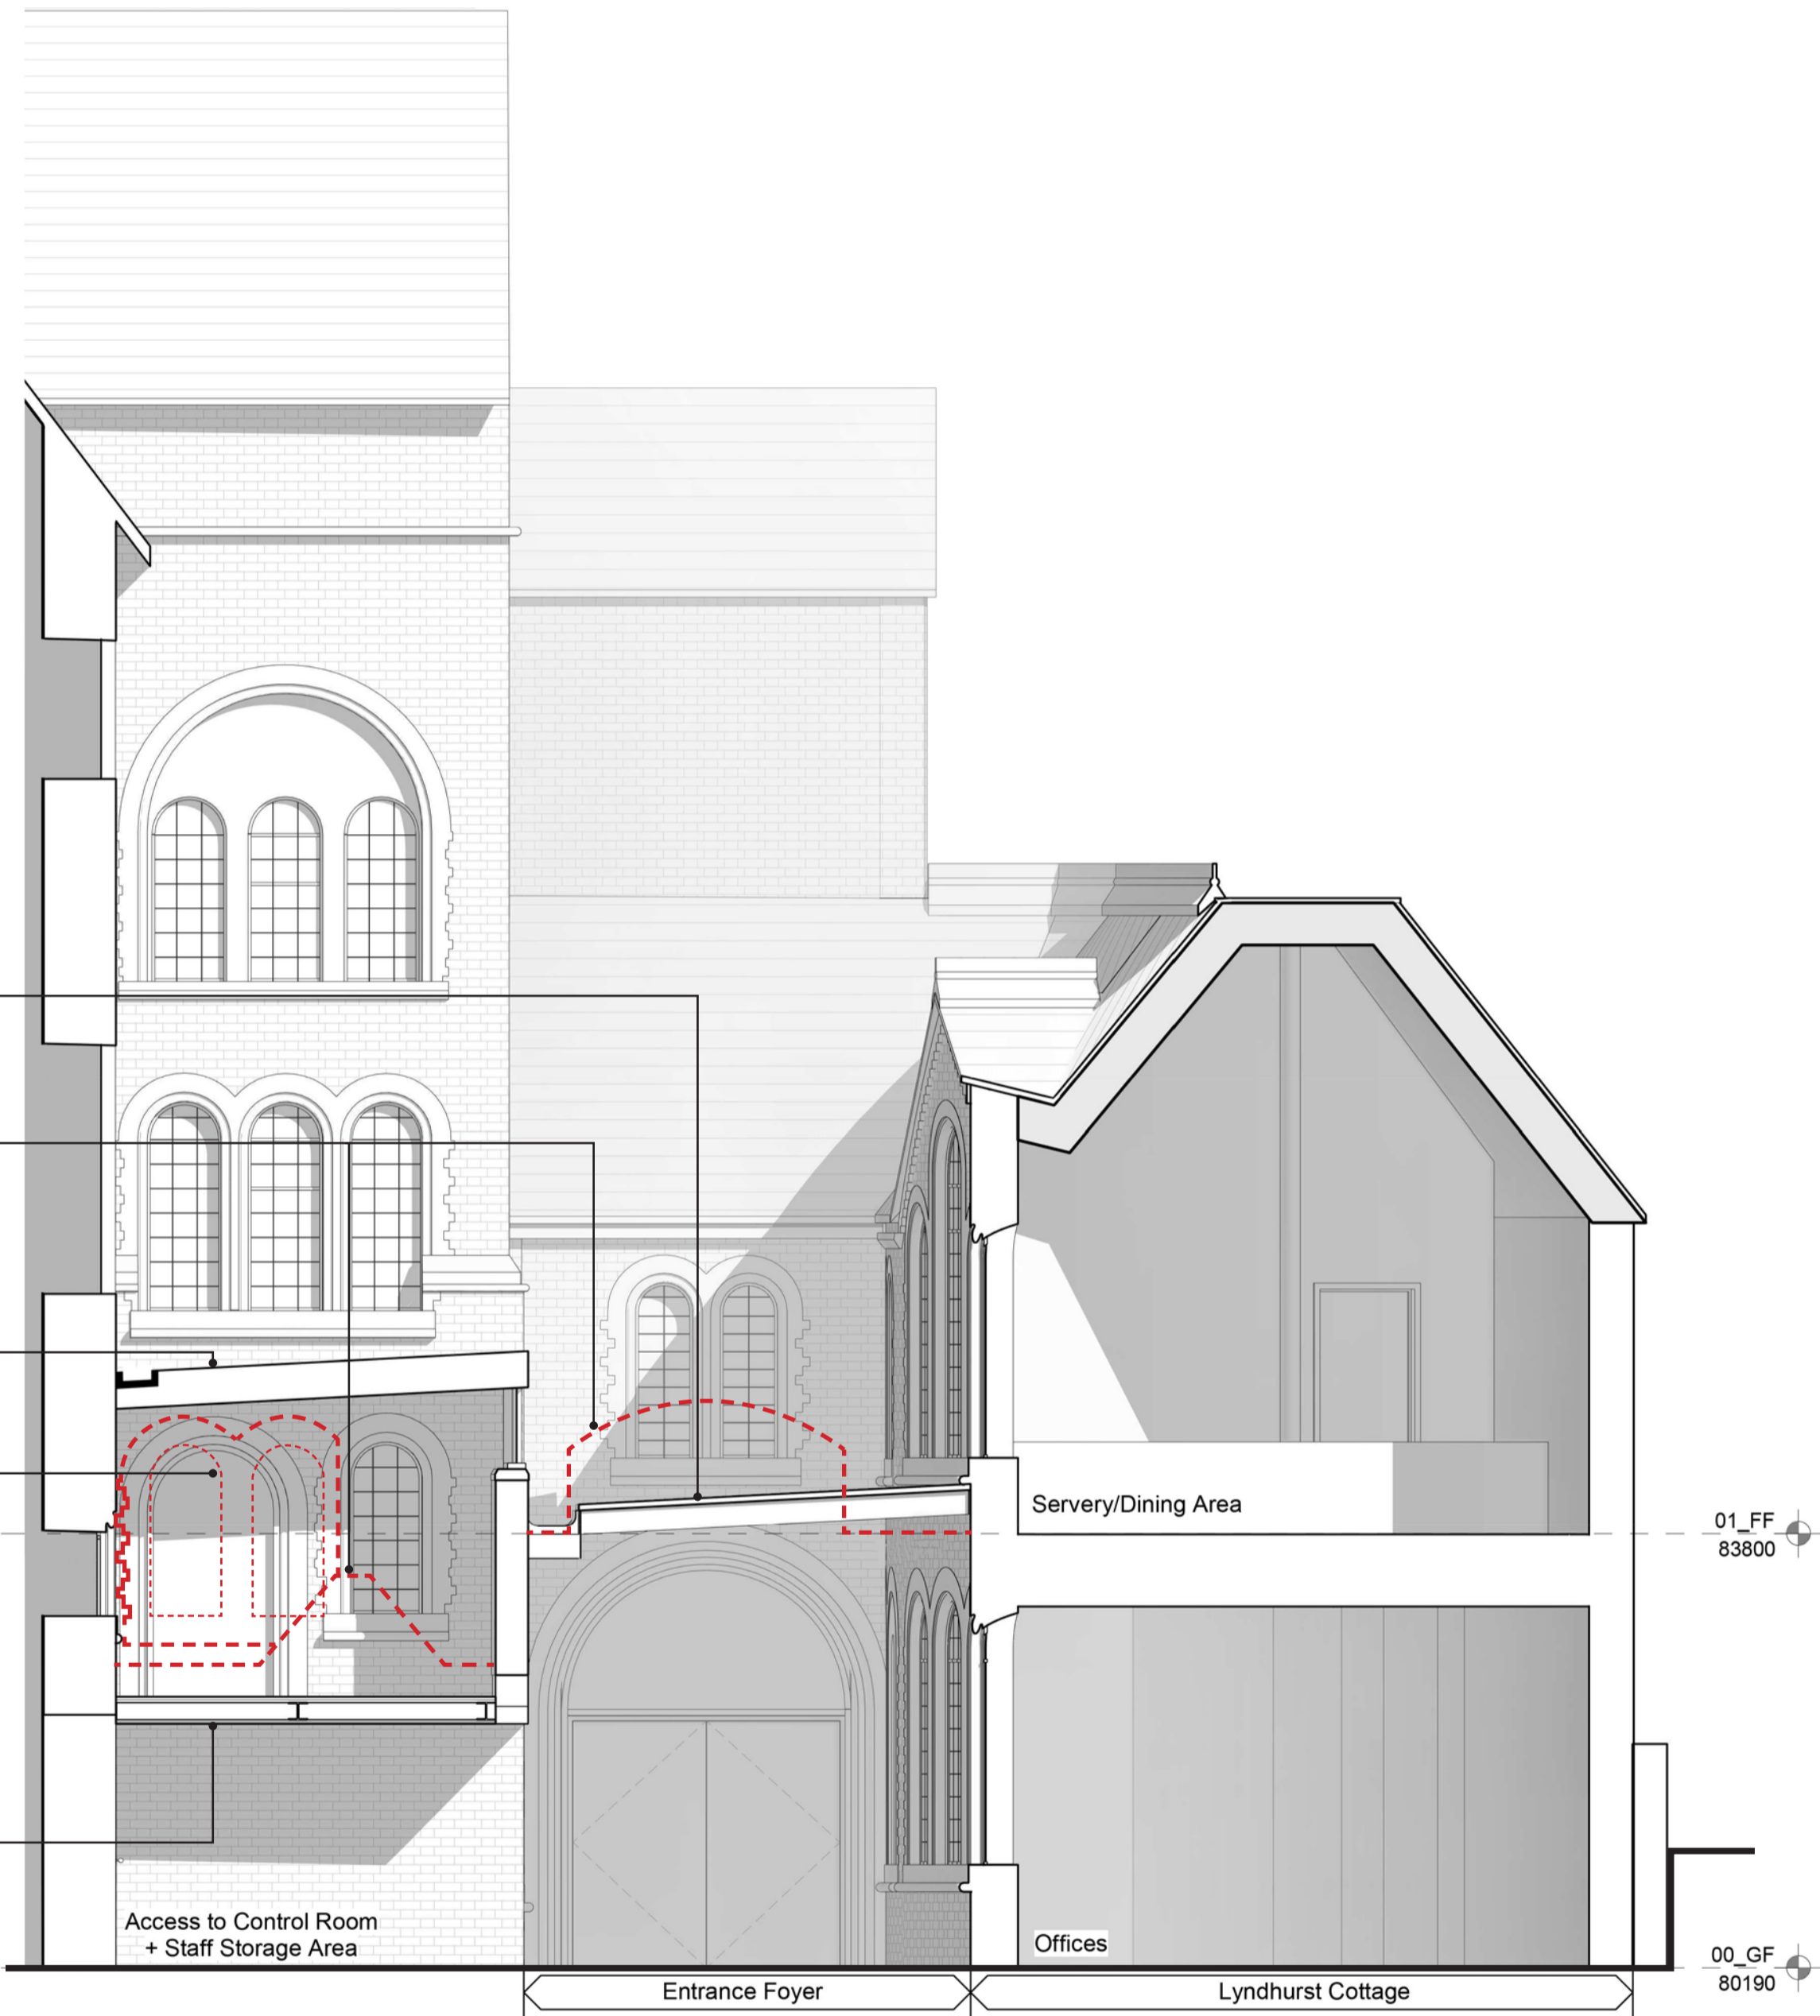 Servery/Dining Area
01_FF
83800
Access to Control Room
+ Staff Storage Area
Offices
00_GF
80190
Entrance Foyer
Lyndhurst Cottage